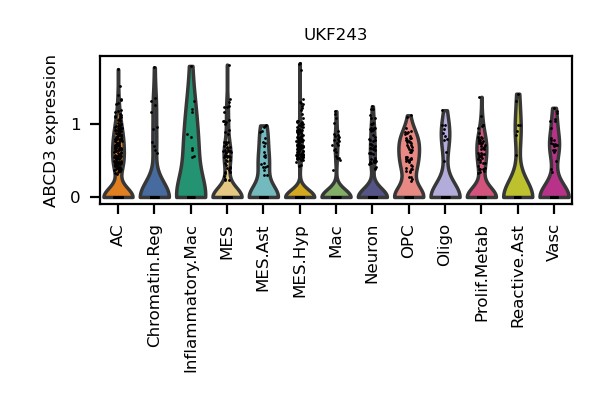 UKF243
ABCD3 expression
1
0
AC
Chromatin.Reg
Inflammatory.Mac
MES
MES.Ast
MES.Hyp
Mac
Neuron
OPC
Oligo
Prolif.Metab
Reactive.Ast
Vasc